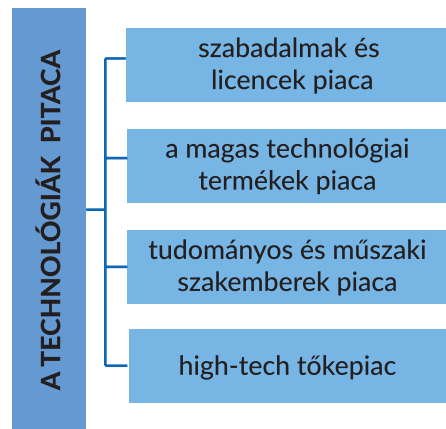 A TECHNOLÓGIÁK PITACA
szabadalmak és
licencek piaca
a magas technológiai
termékek piaca
tudományos és műszaki
szakemberek piaca
high-tech tőkepiac